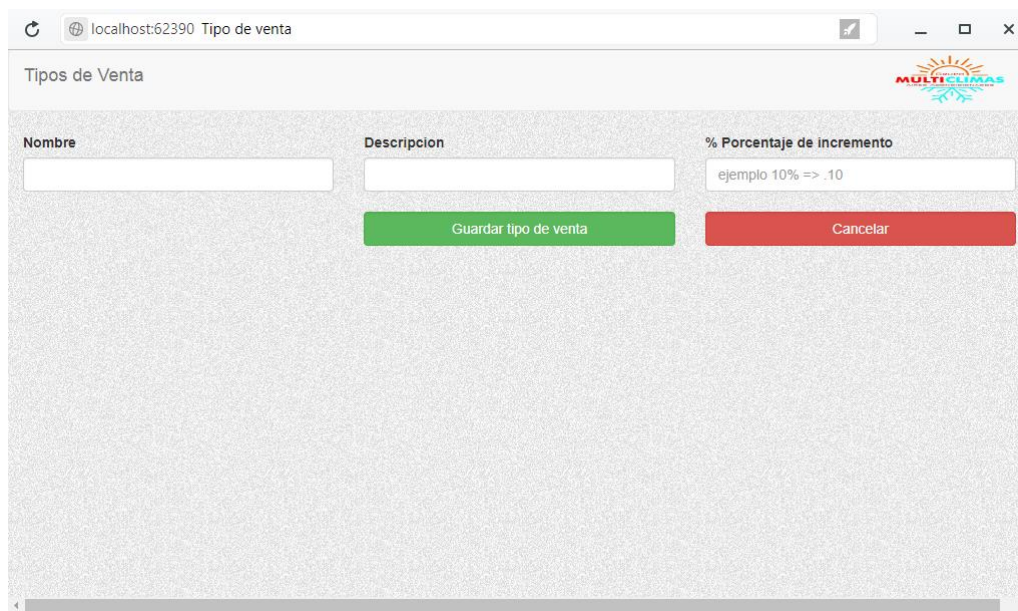 localhost:62390 Tipo de venta
Tipos de Venta
MULTICLIMAS
Nombre
Descripcion
% Porcentaje de incremento
ejemplo 10% => .10
Guardar tipo de venta
Cancelar